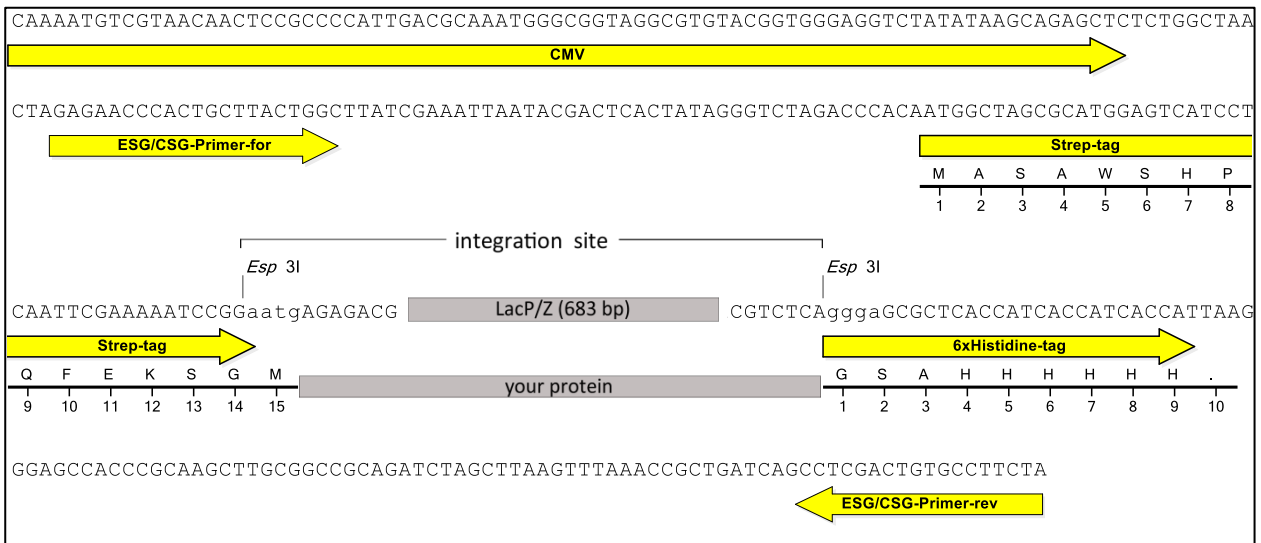 CAAAATGTCGTAACAACTCCGCCCCATTGACGCAAATGGGCGGTAGGCGTGTACGGTGGGAGGTCTATATAAGCAGAGCTCTCTGGCTAA
CMV
CTAGAGAACCCACTGCTTACTGGCTTATCGAAATTAATACGACTCACTATAGGGTCTAGACCCACAATGGCTAGCGCATGGAGTCATCCT
ESG/CSG-Primer-for Strep-tag
M A S A W S H P
1 2 3 4 5 6 7 8
integration site
Esp 3I Esp 3I
CAATTCGAAAAATCCGGaatgAGAGACG LacP/Z (683 bp) CGTCTCAgggaGCGCTCACCATCACCATCACCATTAAG
Strep-tag 6xHistidine-tag
Q F E K S G M your protein G S A H H H H H H .
9 10 11 12 13 14 15 1 2 3 4 5 6 7 8 9 10
GGAGCCACCCGCAAGCTTGCGGCCGCAGATCTAGCTTAAGTTTAAACCGCTGATCAGCCTCGACTGTGCCTTCTA
ESG/CSG-Primer-rev